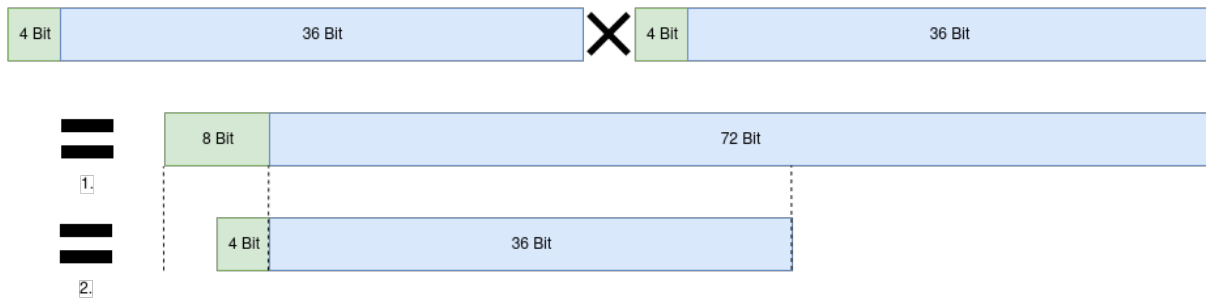 4 Bit 36 Bit 4 Bit 36 Bit
8 Bit 72 Bit
1.
4 Bit 36 Bit
2.